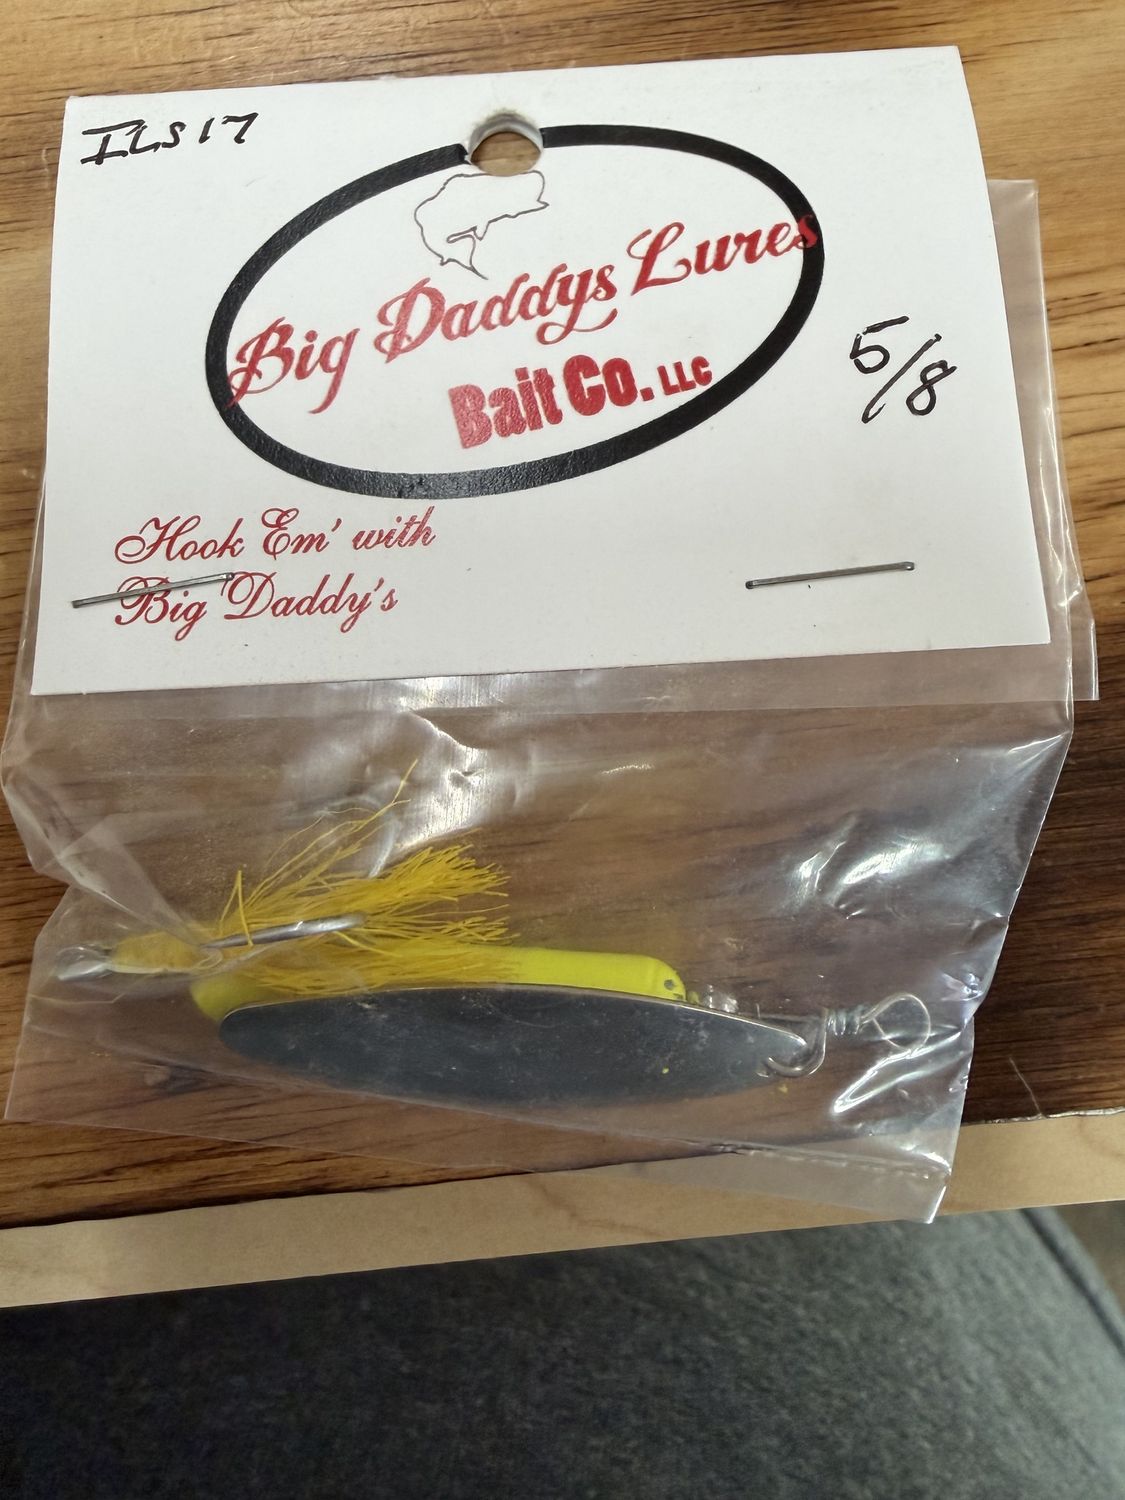 ILS17
Big Daddys Lures
Bait Co. LLC
5/8
Hook Em' with
Big Daddy's